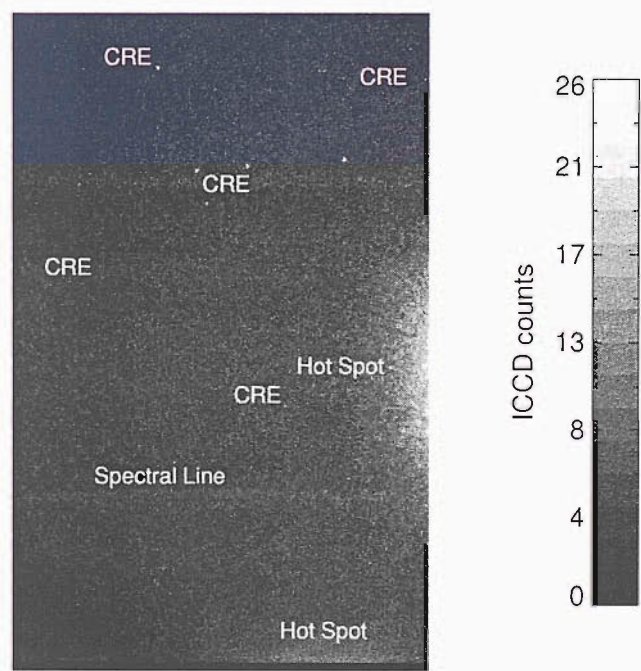 CRE
CRE
CRE
CRE
Hot Spot
CRE
Spectral Line
Hot Spot
26
21
17
13
8
4
0
ICCD counts